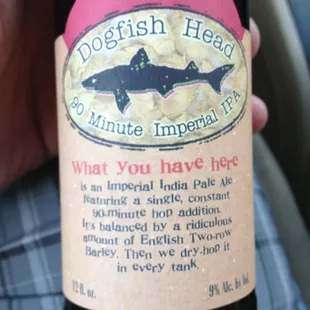 Dogfish Head
90 Minute Imperial IPA
What you have here
is an Imperial India Pale Ale
featuring a single, constant
90-minute hop addition.
It's balanced by a ridiculous
amount of English Two-row
Barley. Then we dry-hop it
in every tank.
12 fl. oz.
9% Alc. by Vol.